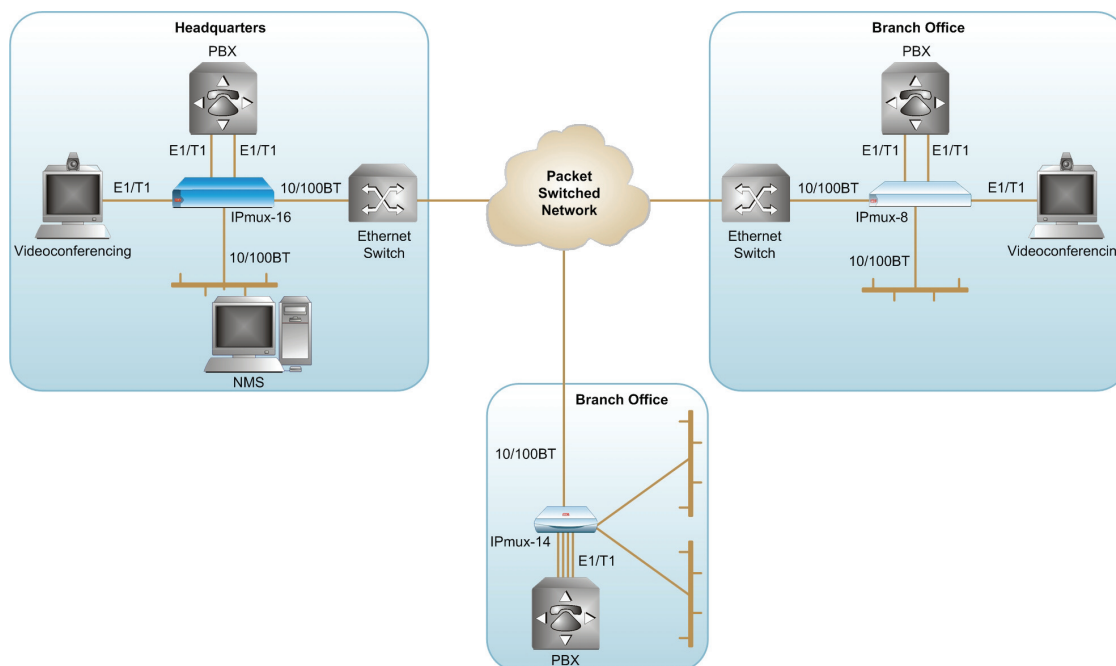 Headquarters
PBX
E1/T1
E1/T1
E1/T1
10/100BT
IPmux-16
Videoconferencing
Ethernet
Switch
10/100BT
NMS
Packet
Switched
Network
Branch Office
PBX
E1/T1
E1/T1
10/100BT
E1/T1
IPmux-8
Ethernet
Switch
Videoconferencin
10/100BT
Branch Office
10/100BT
IPmux-14
E1/T1
PBX